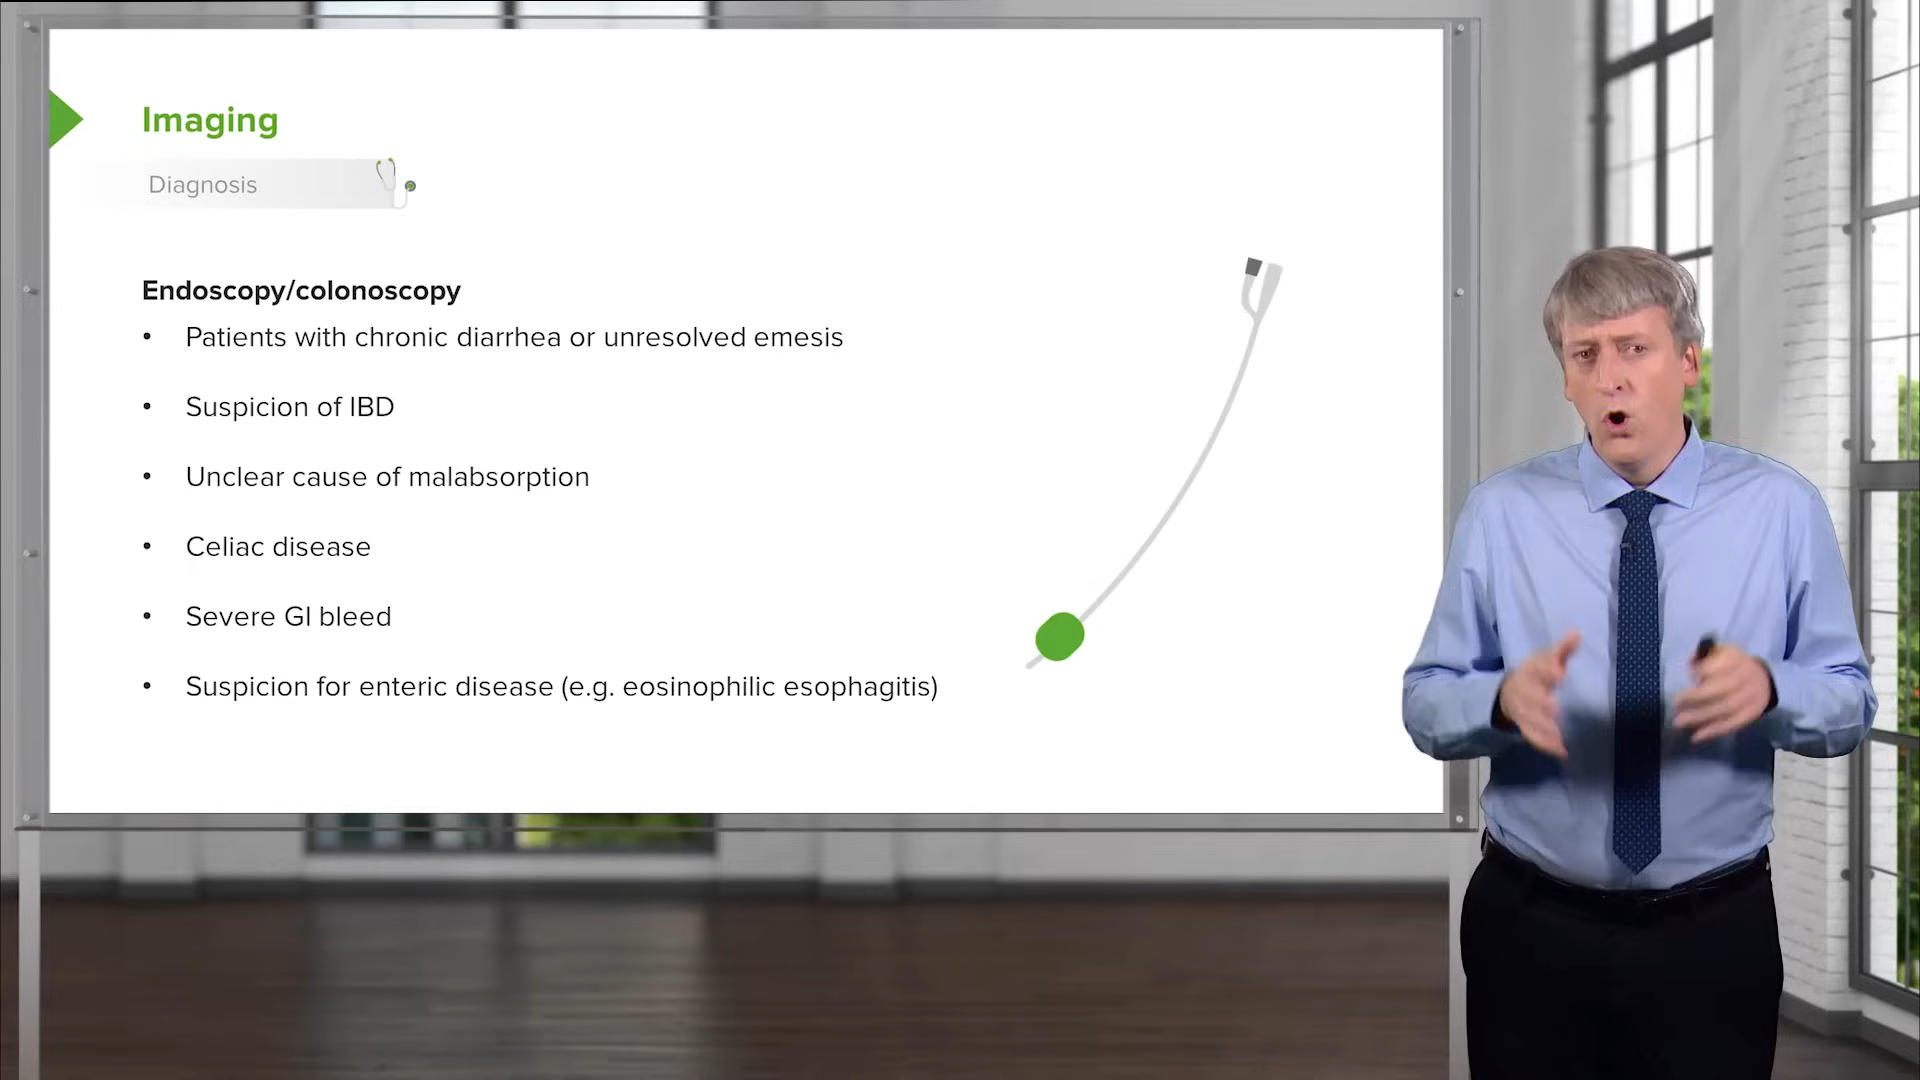 Imaging
Diagnosis
Endoscopy/colonoscopy
• Patients with chronic diarrhea or unresolved emesis
• Suspicion of IBD
• Unclear cause of malabsorption
• Celiac disease
• Severe GI bleed
• Suspicion for enteric disease (e.g. eosinophilic esophagitis)